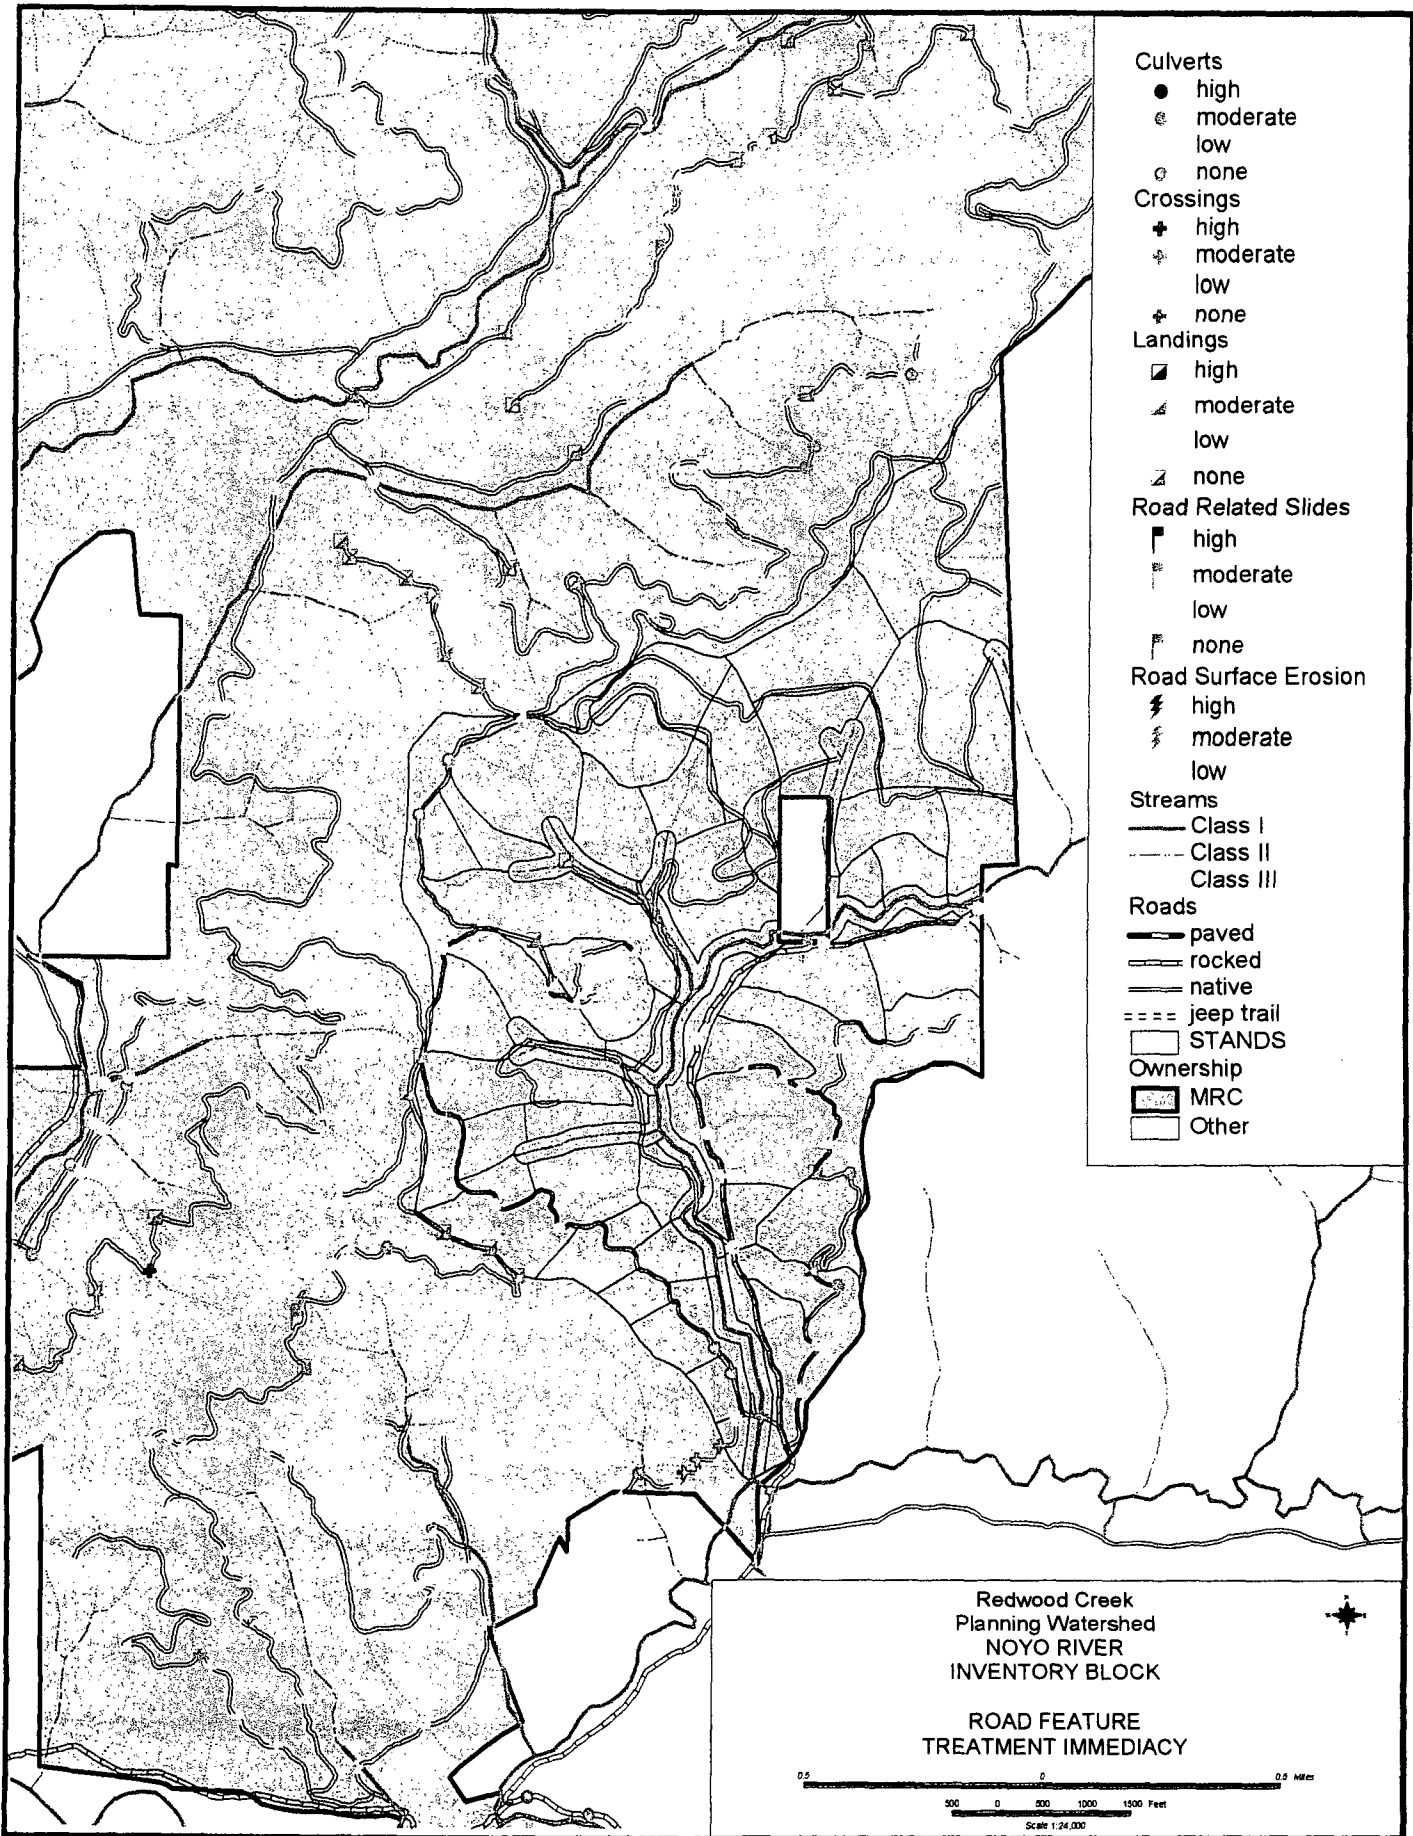 Culverts
high
moderate
low
none
Crossings
high
moderate
low
none
Landings
high
moderate
low
none
Road Related Slides
high
moderate
low
none
Road Surface Erosion
high
moderate
low
Streams
Class I
Class II
Class III
Roads
paved
rocked
native
jeep trail
STANDS
Ownership
MRC
Other
Redwood Creek
Planning Watershed
NOYO RIVER
INVENTORY BLOCK
ROAD FEATURE
TREATMENT IMMEDIACY
0.5 0 0.5 Miles
500 0 500 1000 1500 Feet
Scale 1:24,000